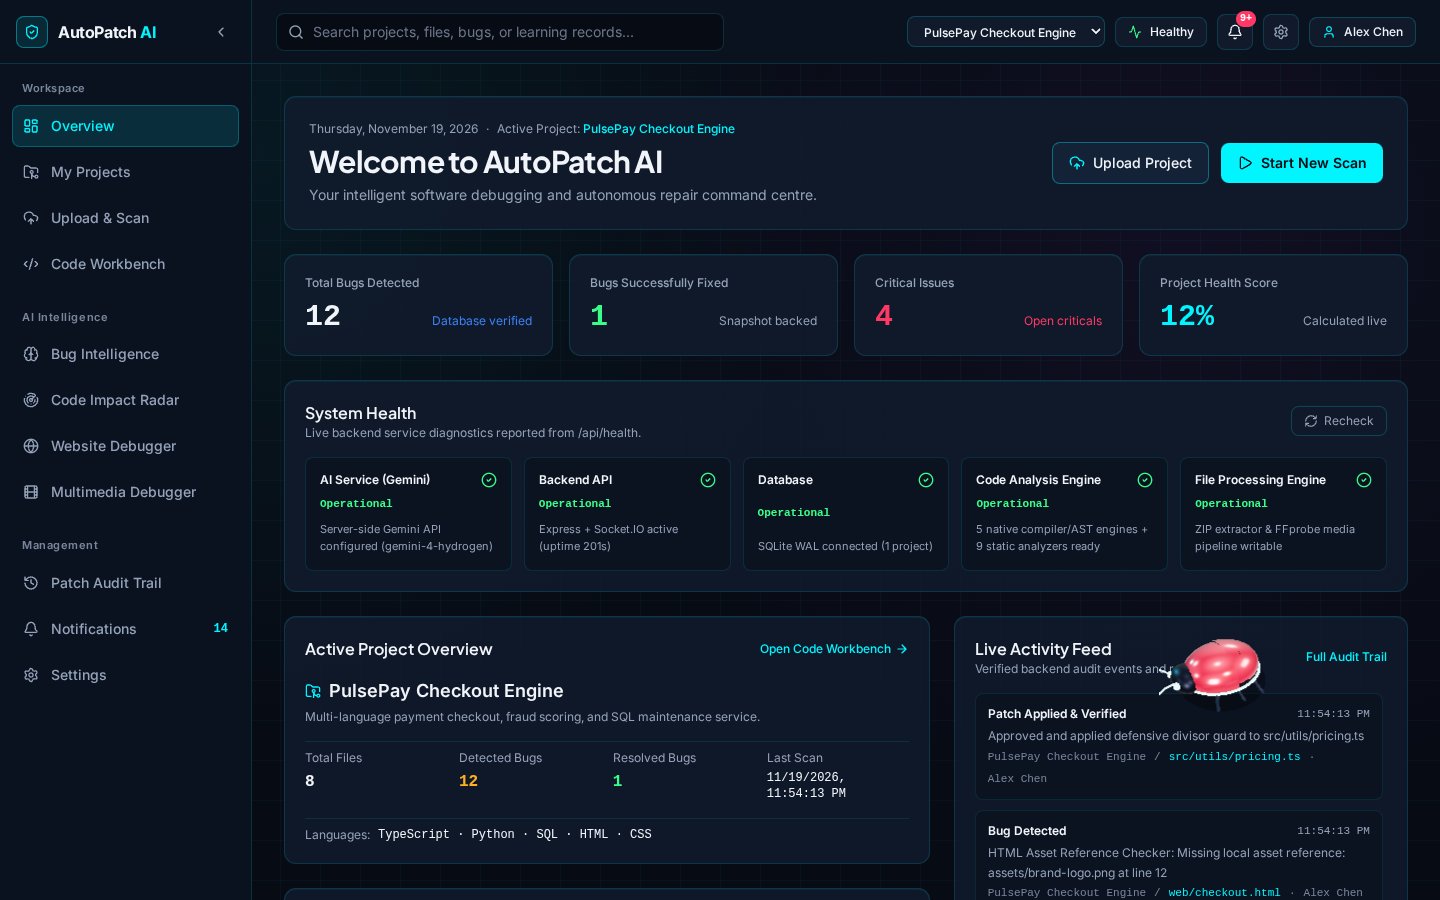 AutoPatch AI
Search projects, files, bugs, or learning records...
PulsePay Checkout Engine
Healthy
9+
Alex Chen
Workspace
Overview
My Projects
Upload & Scan
Code Workbench
AI Intelligence
Bug Intelligence
Code Impact Radar
Website Debugger
Multimedia Debugger
Management
Patch Audit Trail
Notifications 14
Settings
Thursday, November 19, 2026 · Active Project: PulsePay Checkout Engine
Welcome to AutoPatch AI
Your intelligent software debugging and autonomous repair command centre.
Upload Project
Start New Scan
Total Bugs Detected
12
Database verified
Bugs Successfully Fixed
1
Snapshot backed
Critical Issues
4
Open criticals
Project Health Score
12%
Calculated live
System Health
Live backend service diagnostics reported from /api/health.
Recheck
AI Service (Gemini)
Operational
Server-side Gemini API
configured (gemini-4-hydrogen)
Backend API
Operational
Express + Socket.IO active
(uptime 201s)
Database
Operational
SQLite WAL connected (1 project)
Code Analysis Engine
Operational
5 native compiler/AST engines +
9 static analyzers ready
File Processing Engine
Operational
ZIP extractor & FFprobe media
pipeline writable
Active Project Overview
Open Code Workbench →
PulsePay Checkout Engine
Multi-language payment checkout, fraud scoring, and SQL maintenance service.
Total Files
8
Detected Bugs
12
Resolved Bugs
1
Last Scan
11/19/2026,
11:54:13 PM
Languages: TypeScript · Python · SQL · HTML · CSS
Live Activity Feed
Verified backend audit events
Full Audit Trail
Patch Applied & Verified 11:54:13 PM
Approved and applied defensive divisor guard to src/utils/pricing.ts
PulsePay Checkout Engine / src/utils/pricing.ts ·
Alex Chen
Bug Detected 11:54:13 PM
HTML Asset Reference Checker: Missing local asset reference:
assets/brand-logo.png at line 12
PulsePay Checkout Engine / web/checkout.html · Alex Chen